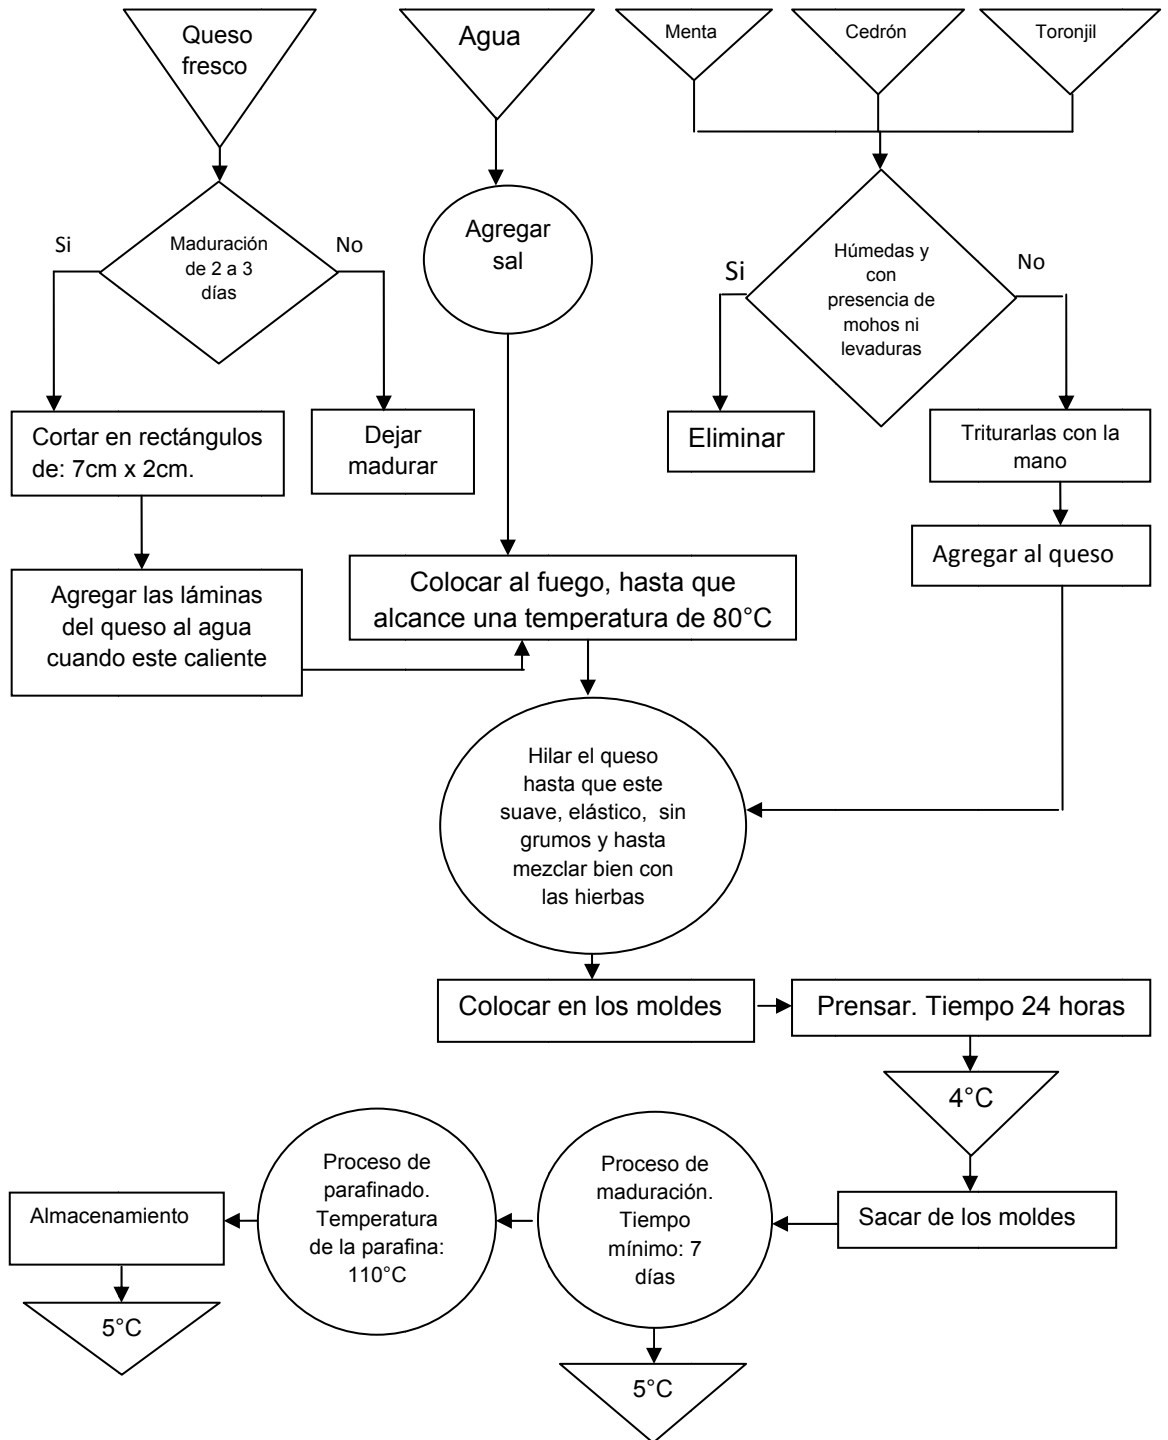 Queso
fresco
Agua
Menta
Cedrón
Toronjil
Si
Maduración
de 2 a 3
días
No
Agregar
sal
Si
Húmedas y
con
presencia de
mohos ni
levaduras
No
Cortar en rectángulos
de: 7cm x 2cm.
Dejar
madurar
Eliminar
Triturarlas con la
mano
Agregar al queso
Agregar las láminas
del queso al agua
cuando este caliente
Colocar al fuego, hasta que
alcance una temperatura de 80°C
Hilar el queso
hasta que este
suave, elástico, sin
grumos y hasta
mezclar bien con
las hierbas
Colocar en los moldes
Prensar. Tiempo 24 horas
4°C
Sacar de los moldes
Proceso de
maduración.
Tiempo
mínimo: 7
días
5°C
Proceso de
parafinado.
Temperatura
de la parafina:
110°C
Almacenamiento
5°C